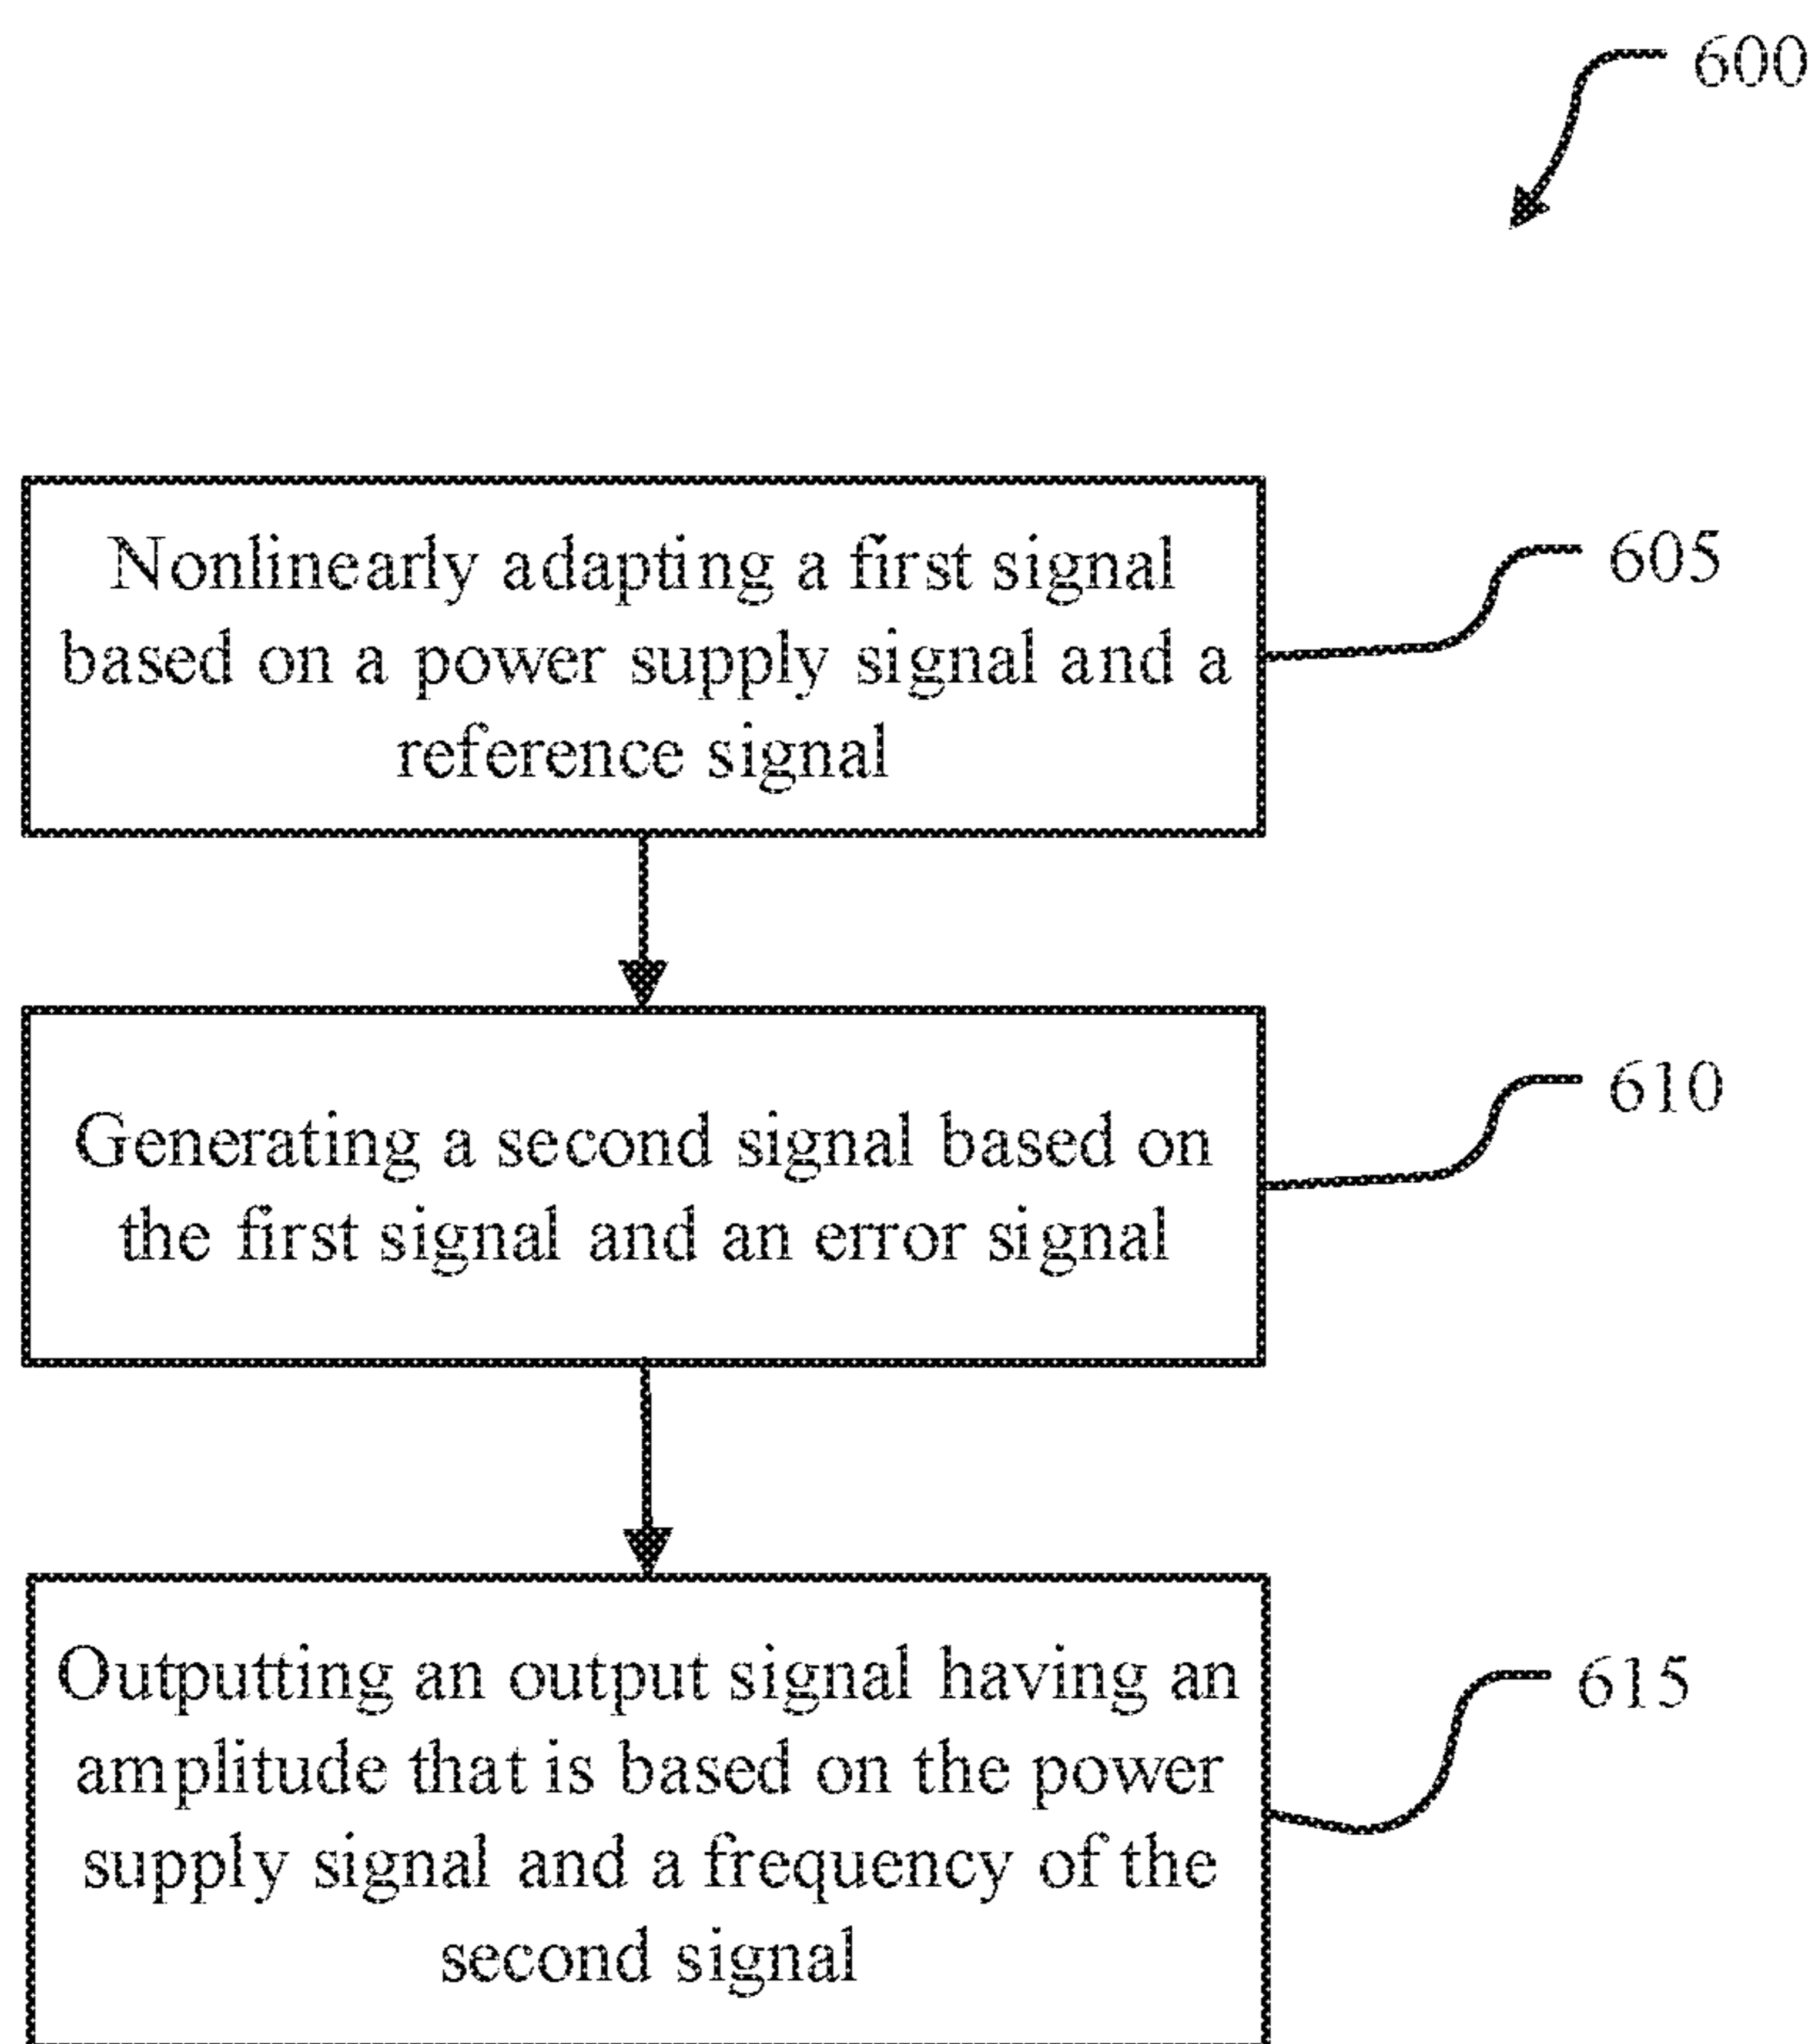 600
Nonlinearly adapting a first signal
based on a power supply signal and a
reference signal
605
Generating a second signal based on
the first signal and an error signal
610
Outputting an output signal having an
amplitude that is based on the power
supply signal and a frequency of the
second signal
615